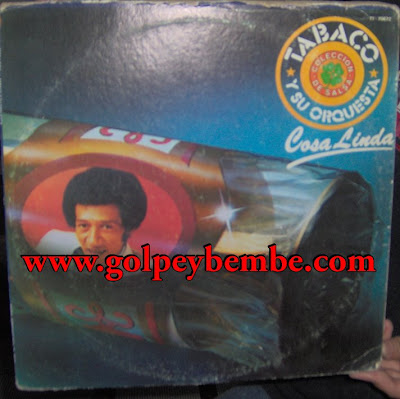 TABACO
COLECCION
DE SALSA
Y SU ORQUESTA
Cosa Linda
www.golpeybembe.com